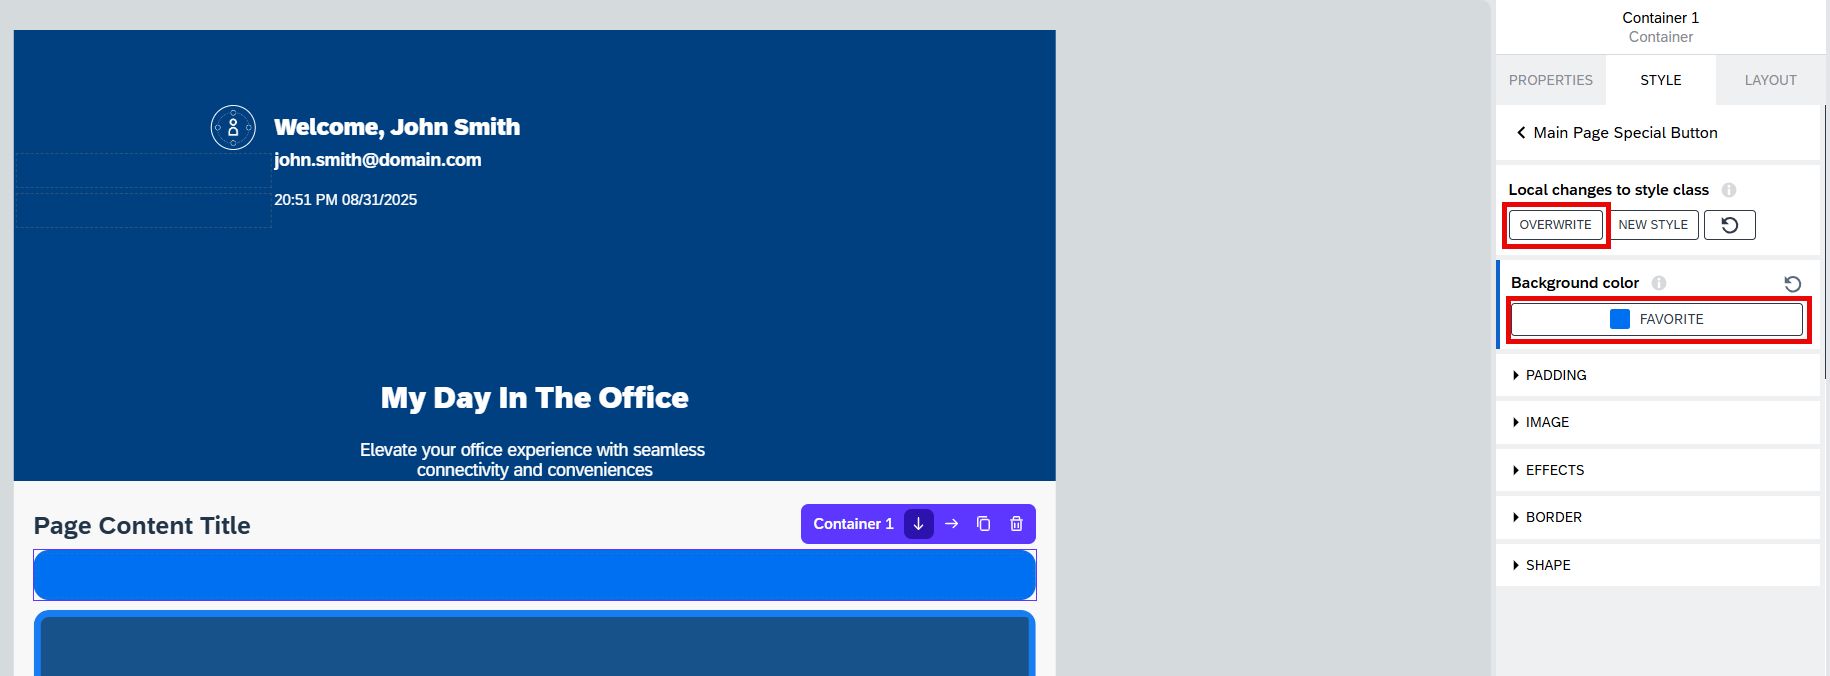 Welcome, John Smith
john.smith@domain.com
20:51 PM 08/31/2025
My Day In The Office
Elevate your office experience with seamless
connectivity and conveniences
Page Content Title
Container 1
Container 1
Container
PROPERTIES STYLE LAYOUT
Main Page Special Button
Local changes to style class
OVERWRITE NEW STYLE
Background color
FAVORITE
PADDING
IMAGE
EFFECTS
BORDER
SHAPE